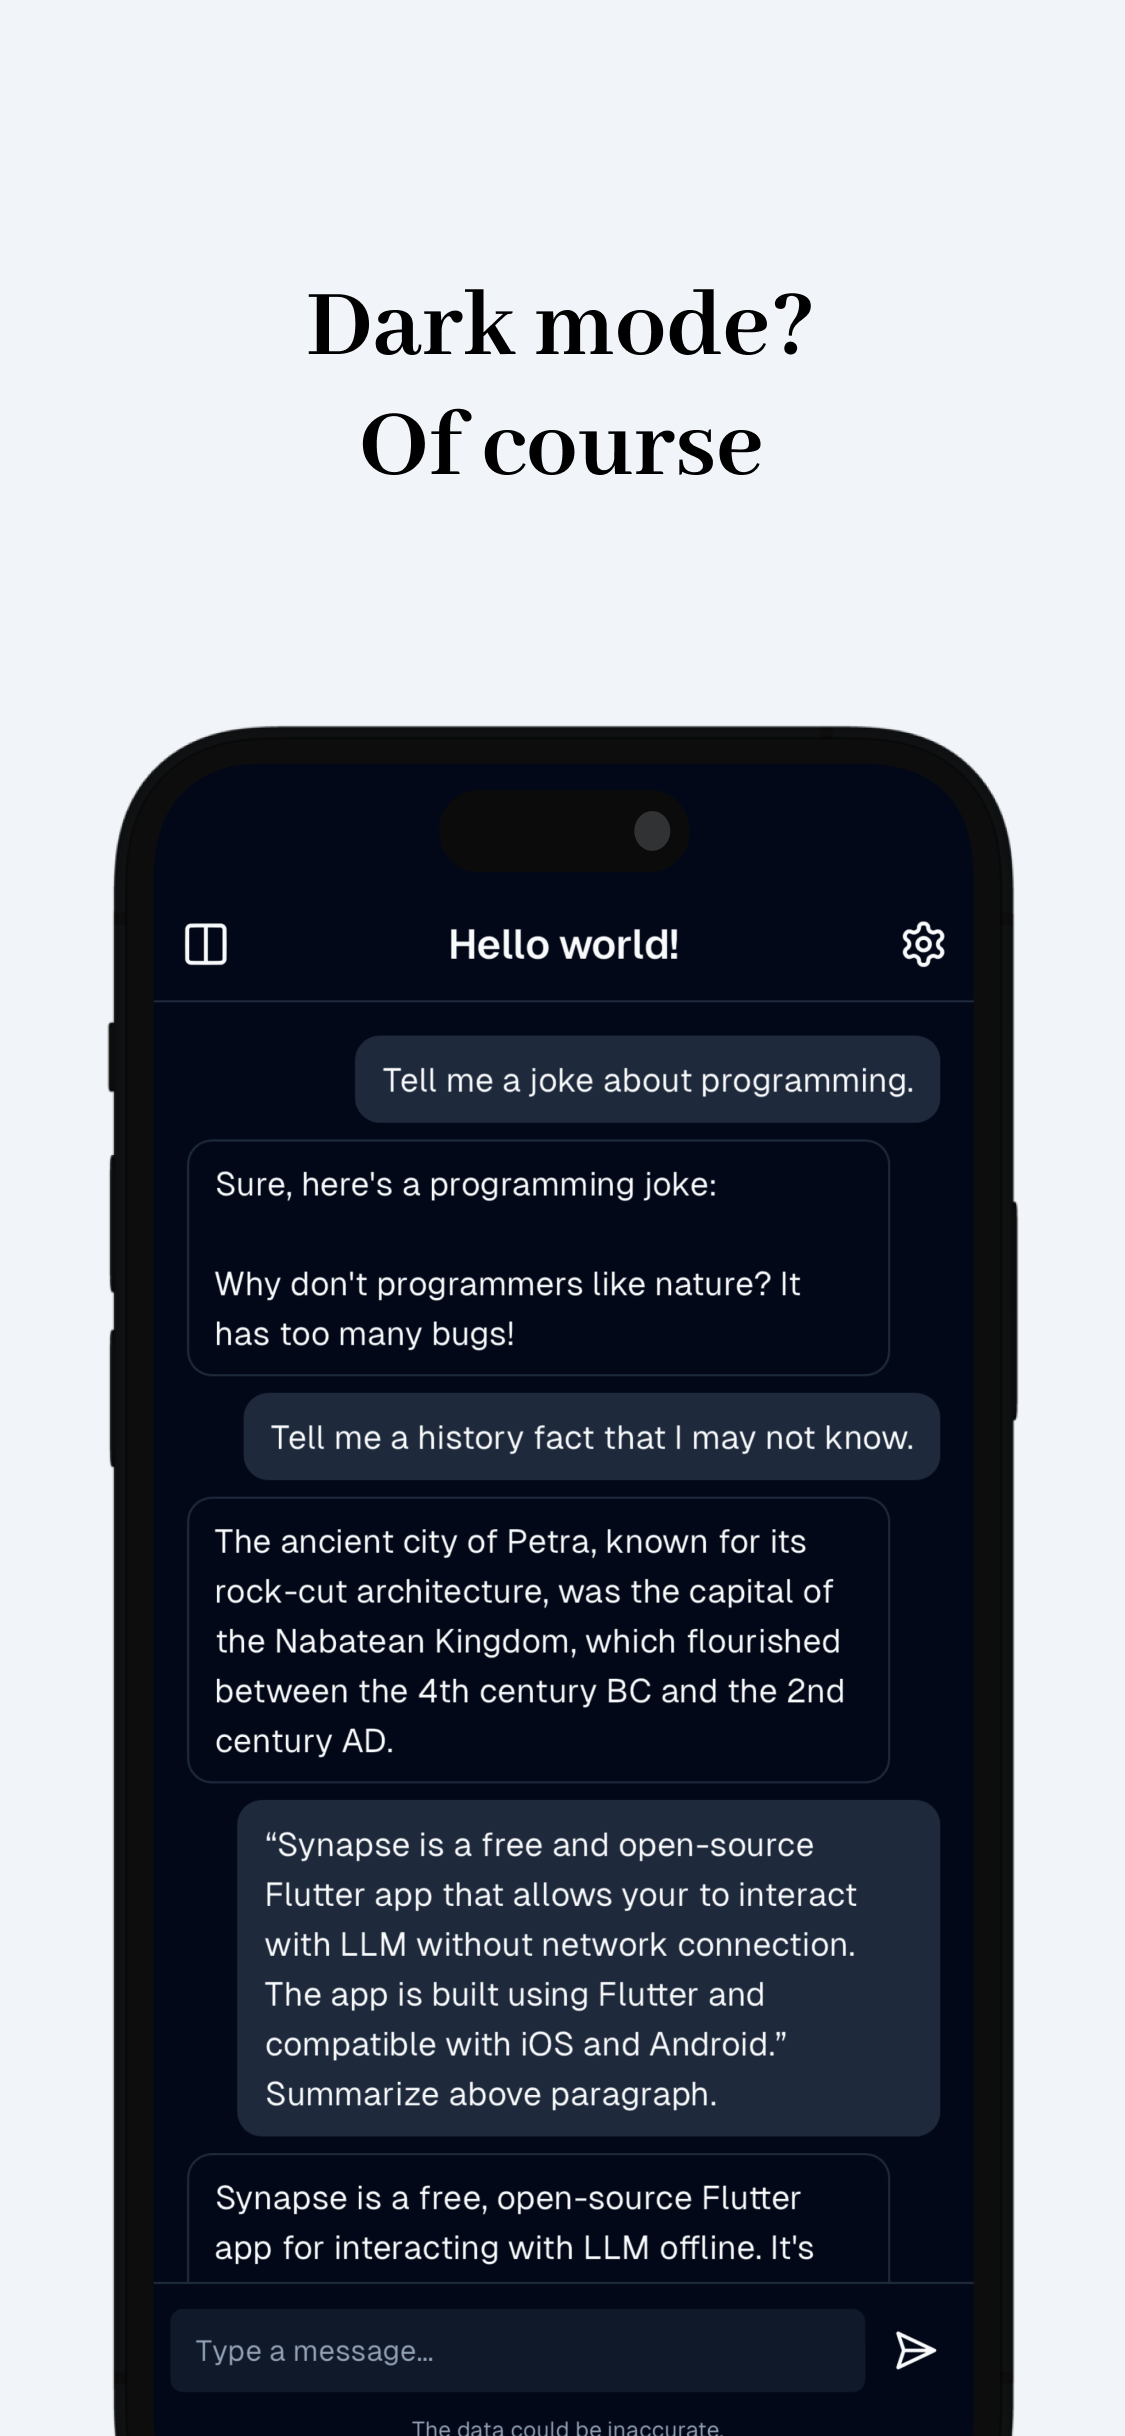 Dark mode?
Of course
Hello world!
Tell me a joke about programming.
Sure, here's a programming joke:
Why don't programmers like nature? It
has too many bugs!
Tell me a history fact that I may not know.
The ancient city of Petra, known for its
rock-cut architecture, was the capital of
the Nabatean Kingdom, which flourished
between the 4th century BC and the 2nd
century AD.
“Synapse is a free and open-source
Flutter app that allows your to interact
with LLM without network connection.
The app is built using Flutter and
compatible with iOS and Android.”
Summarize above paragraph.
Synapse is a free, open-source Flutter
app for interacting with LLM offline. It's
Type a message...
The data could be inaccurate.